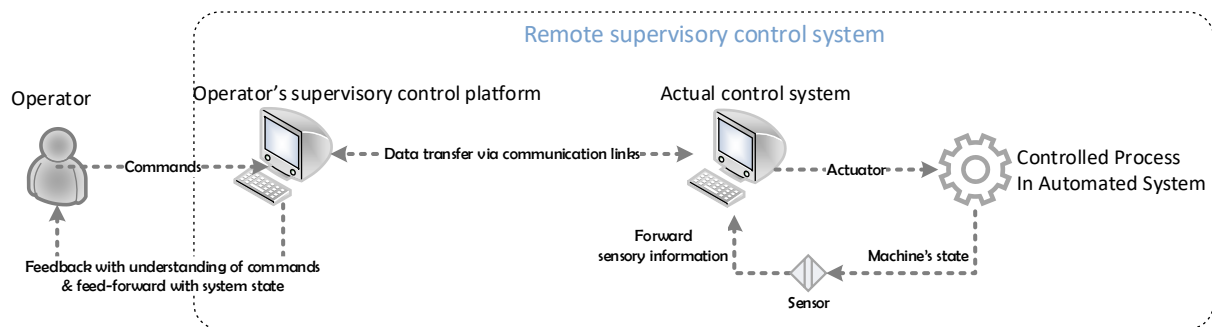 Remote supervisory control system
Operator
Operator's supervisory control platform
Actual control system
Commands
Data transfer via communication links
Actuator
Controlled Process
In Automated System
Feedback with understanding of commands
& feed-forward with system state
Forward
sensory information
Machine's state
Sensor